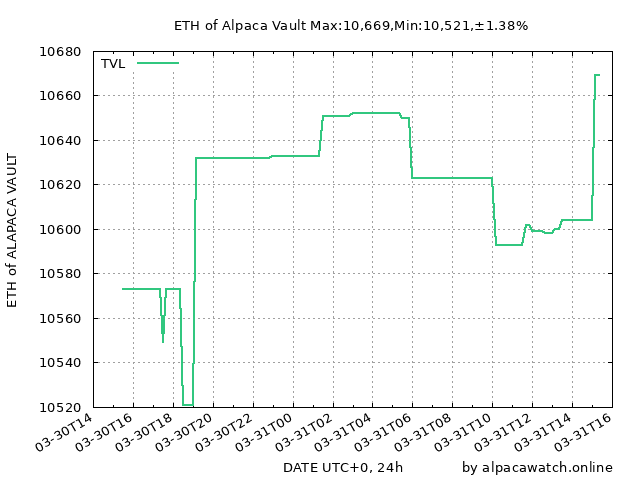 ETH of Alpaca Vault Max:10,669,Min:10,521,±1.38%
TVL
10680
10660
10640
10620
10600
10580
10560
10540
10520
ETH of ALAPACA VAULT
03-30T14
03-30T16
03-30T18
03-30T20
03-30T22
03-31T00
03-31T02
03-31T04
03-31T06
03-31T08
03-31T10
03-31T12
03-31T14
03-31T16
DATE UTC+0, 24h
by alpacawatch.online